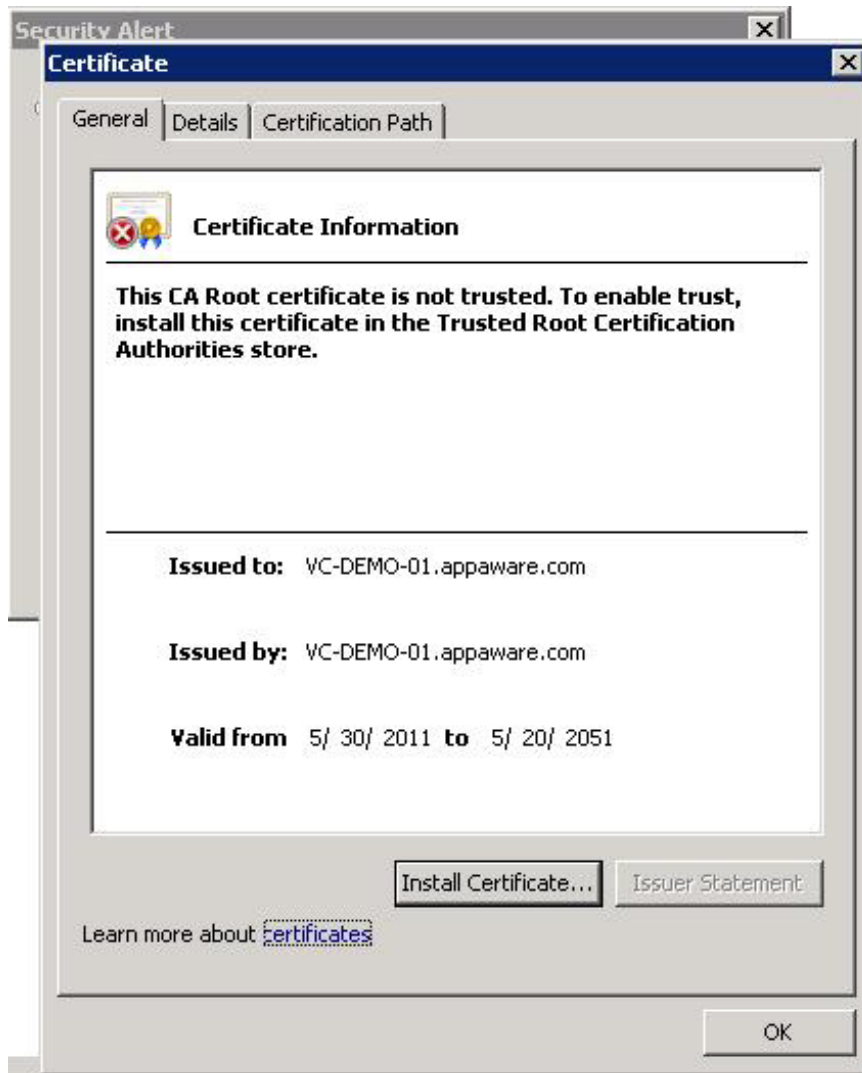 Security Alert
Certificate
General Details Certification Path
Certificate Information
This CA Root certificate is not trusted. To enable trust,
install this certificate in the Trusted Root Certification
Authorities store.
Issued to: VC-DEMO-01.appaware.com
Issued by: VC-DEMO-01.appaware.com
Valid from 5/ 30/ 2011 to 5/ 20/ 2051
Install Certificate... Issuer Statement
Learn more about certificates
OK